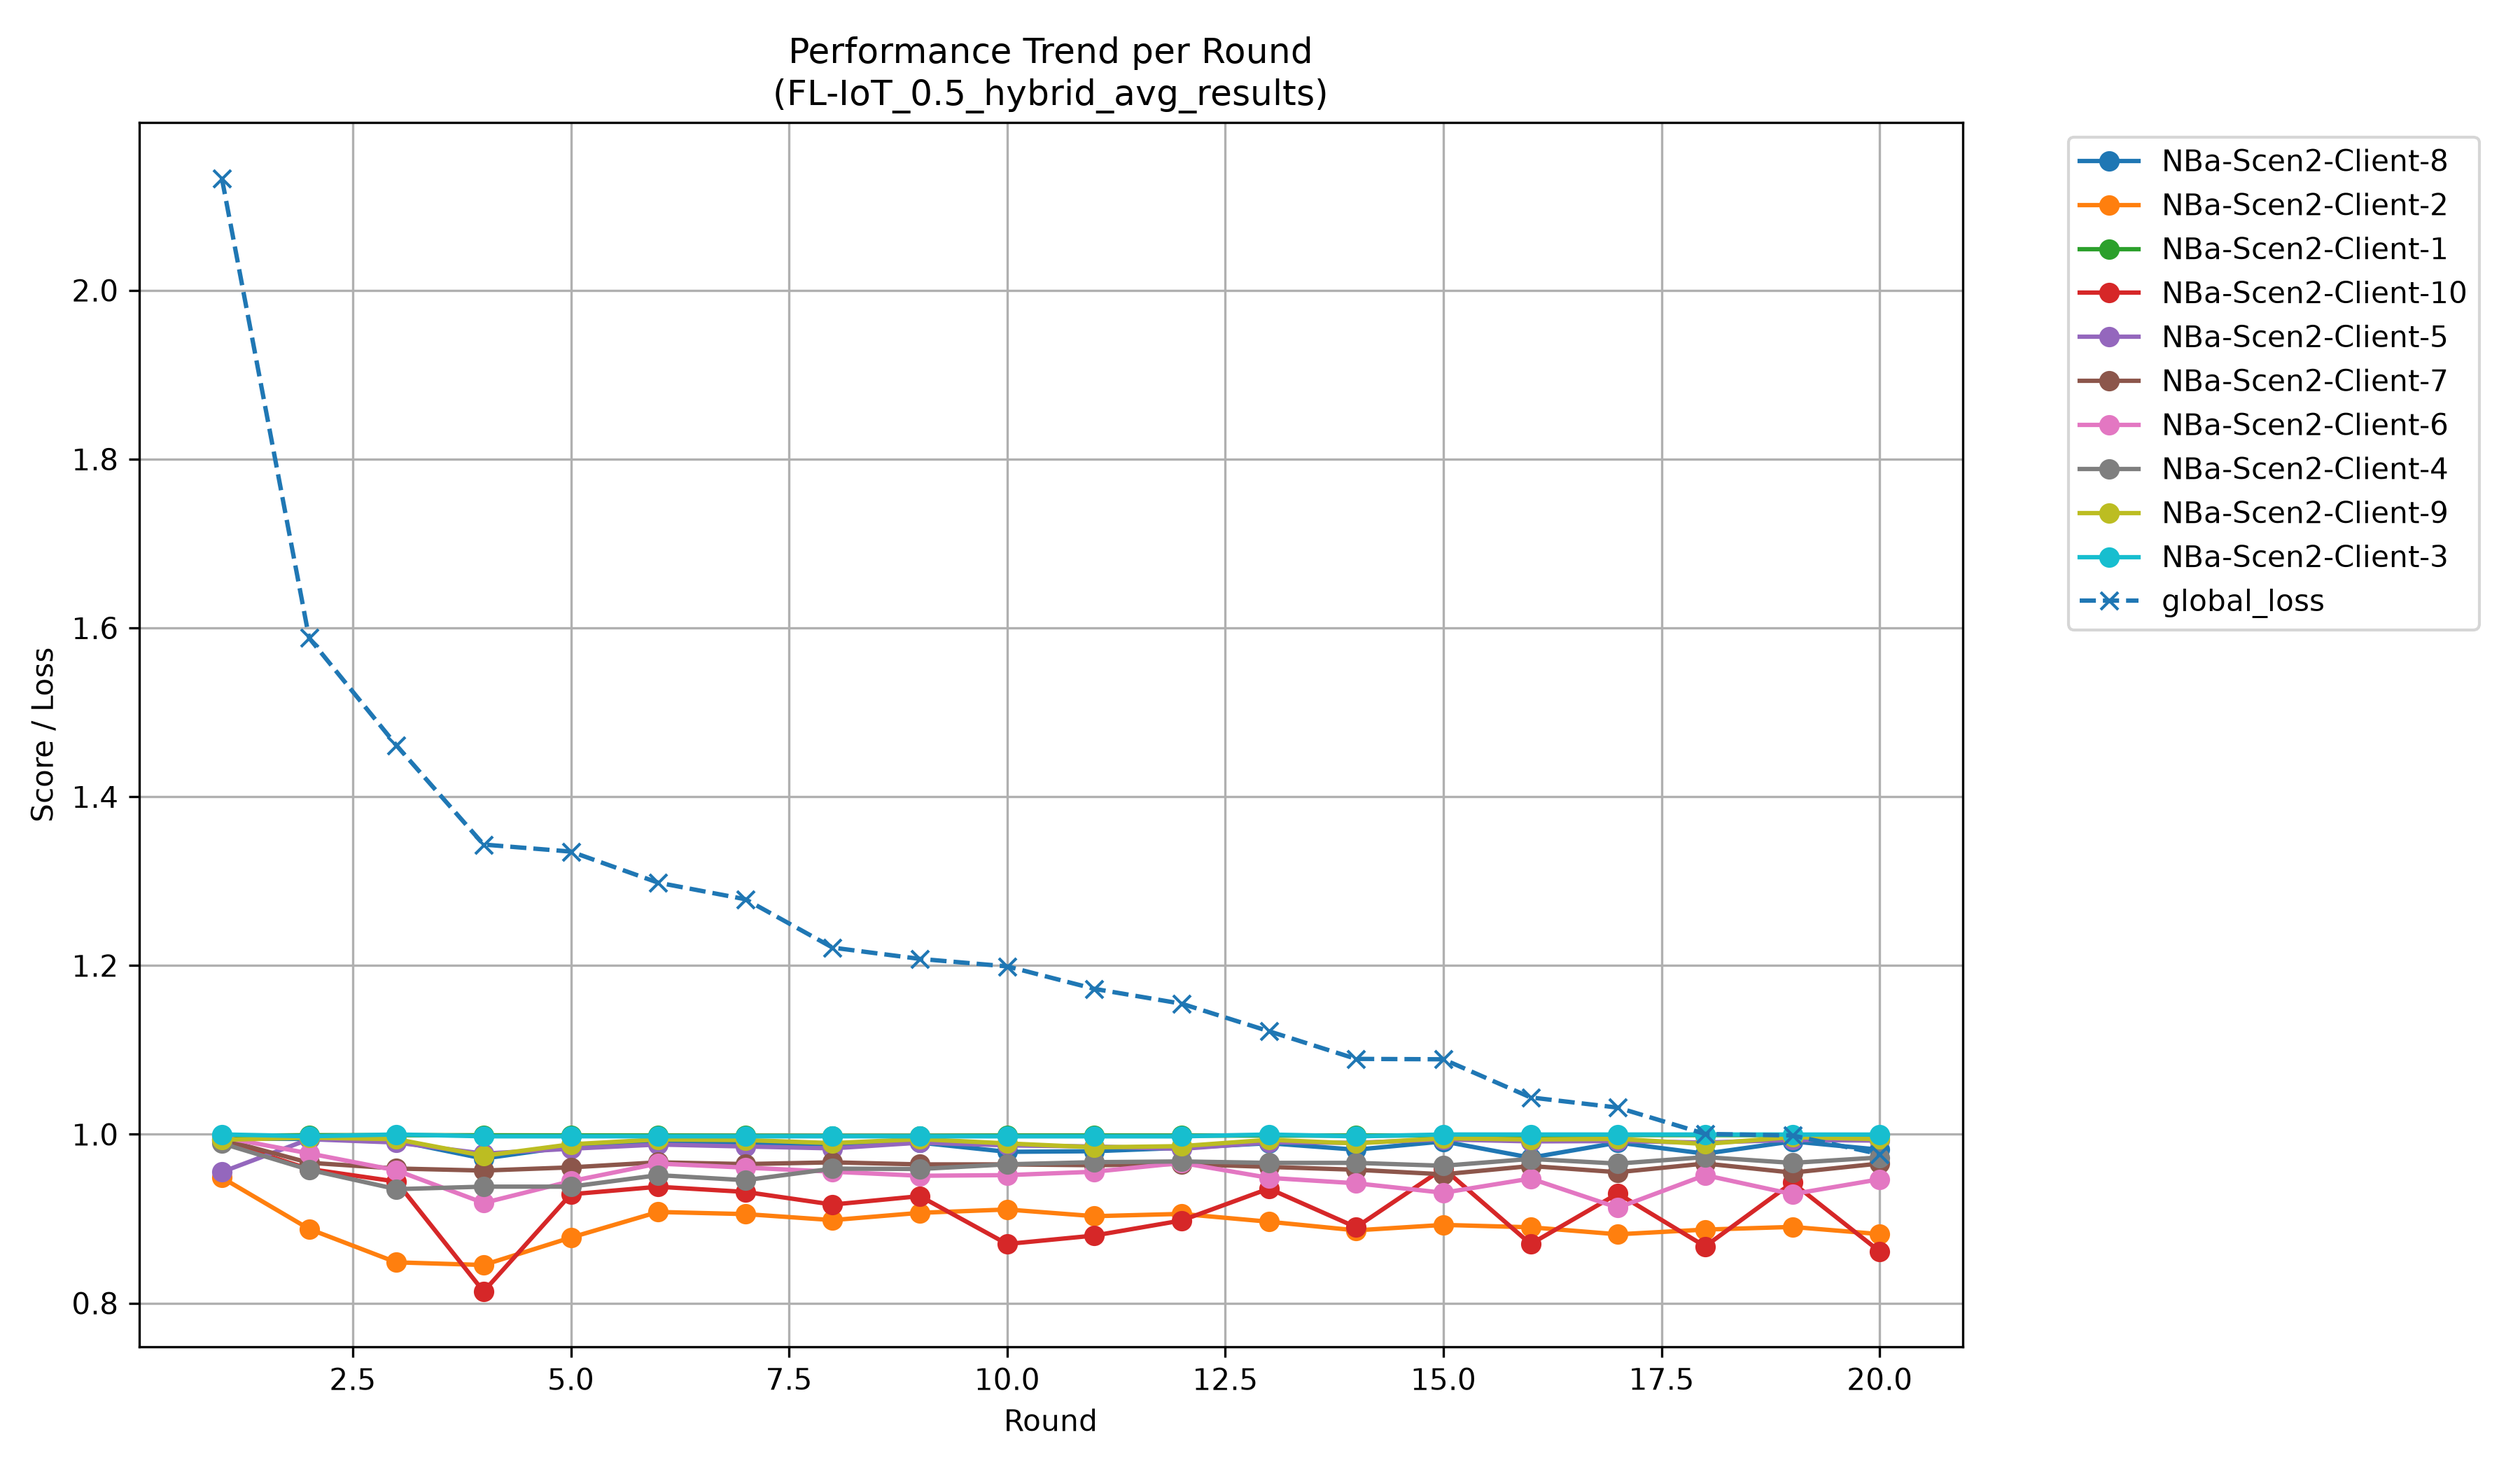 Performance Trend per Round
(FL-IoT_0.5_hybrid_avg_results)
Score / Loss
2.0
1.8
1.6
1.4
1.2
1.0
0.8
2.5
5.0
7.5
10.0
12.5
15.0
17.5
20.0
Round
NBa-Scen2-Client-8
NBa-Scen2-Client-2
NBa-Scen2-Client-1
NBa-Scen2-Client-10
NBa-Scen2-Client-5
NBa-Scen2-Client-7
NBa-Scen2-Client-6
NBa-Scen2-Client-4
NBa-Scen2-Client-9
NBa-Scen2-Client-3
global_loss